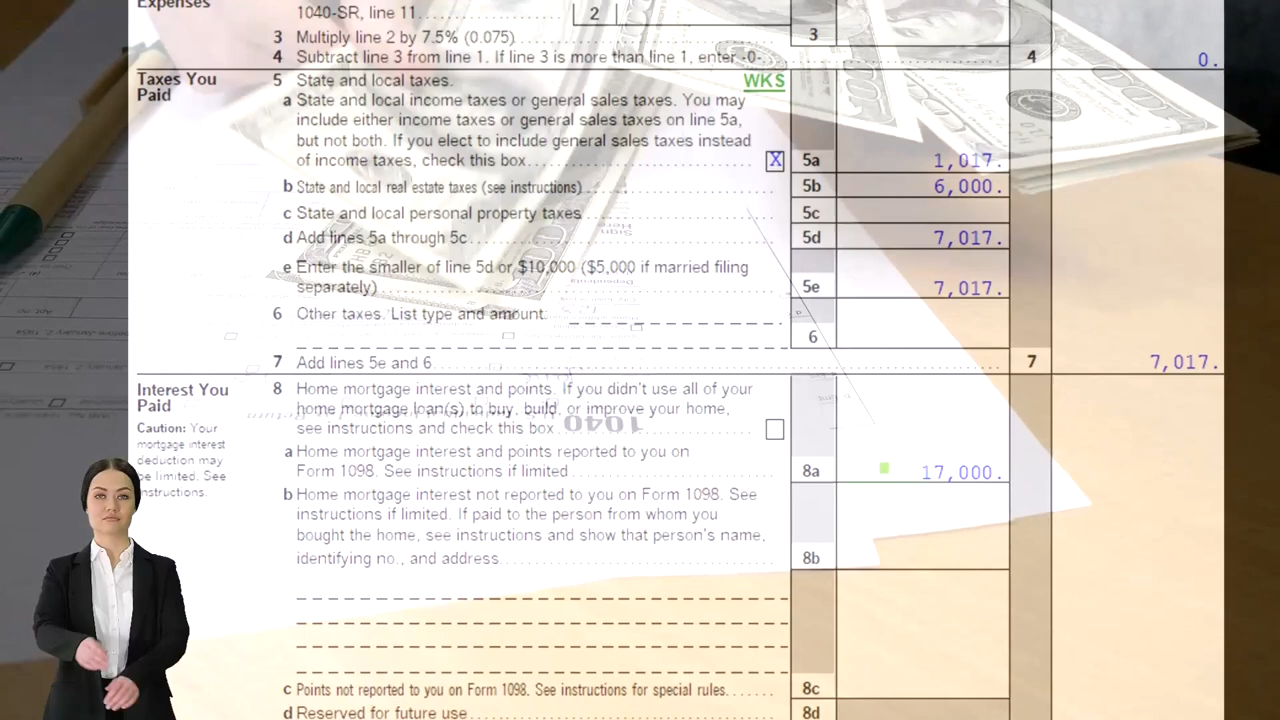 Expenses
1040-SR, line 11 2
3 Multiply line 2 by 7.5% (0.075) 3
4 Subtract line 3 from line 1. If line 3 is more than line 1, enter -0- 4 0.
Taxes You Paid
5 State and local taxes. WKS
a State and local income taxes or general sales taxes. You may
include either income taxes or general sales taxes on line 5a,
but not both. If you elect to include general sales taxes instead
of income taxes, check this box X 5a 1,017.
b State and local real estate taxes (see instructions) 5b 6,000.
c State and local personal property taxes 5c
d Add lines 5a through 5c 5d 7,017.
e Enter the smaller of line 5d or $10,000 ($5,000 if married filing
separately) 5e 7,017.
6 Other taxes. List type and amount:
6
7 Add lines 5e and 6 7 7,017.
Interest You Paid
Caution: Your
mortgage interest
deduction may
be limited. See
instructions.
8 Home mortgage interest and points. If you didn't use all of your
home mortgage loan(s) to buy, build, or improve your home,
see instructions and check this box
1040
a Home mortgage interest and points reported to you on
Form 1098. See instructions if limited 8a 17,000.
b Home mortgage interest not reported to you on Form 1098. See
instructions if limited. If paid to the person from whom you
bought the home, see instructions and show that person's name,
identifying no., and address 8b
c Points not reported to you on Form 1098. See instructions for special rules. 8c
d Reserved for future use 8d